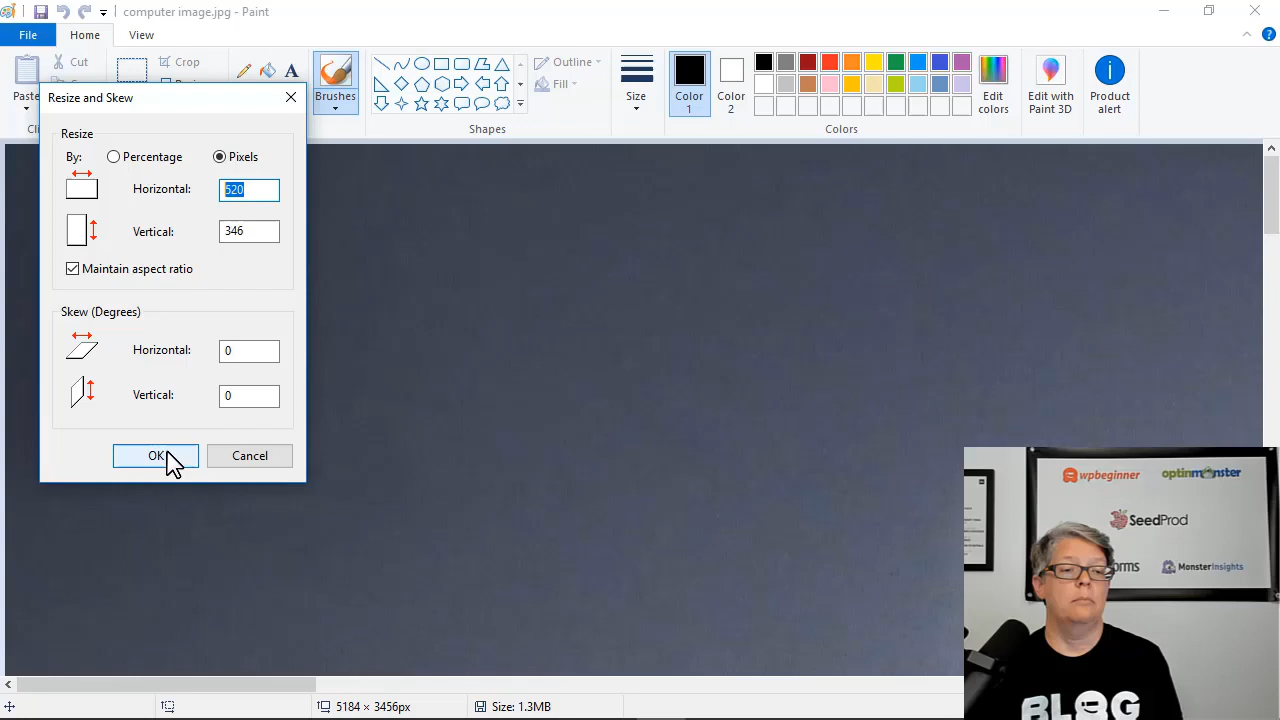 computer image.jpg - Paint
File
Home
View
Paste
Cut
Crop
Brushes
Outline
Fill
Shapes
Size
Color
1
Color
2
Edit
colors
Colors
Edit with
Paint 3D
Product
alert
Resize and Skew
Resize
By:
Percentage
Pixels
Horizontal:
520
Vertical:
346
Maintain aspect ratio
Skew (Degrees)
Horizontal:
0
Vertical:
0
OK
Cancel
5184 × 3456px
Size: 1.3MB
wpbeginner
optinmonster
SeedProd
MonsterInsights
BLOG